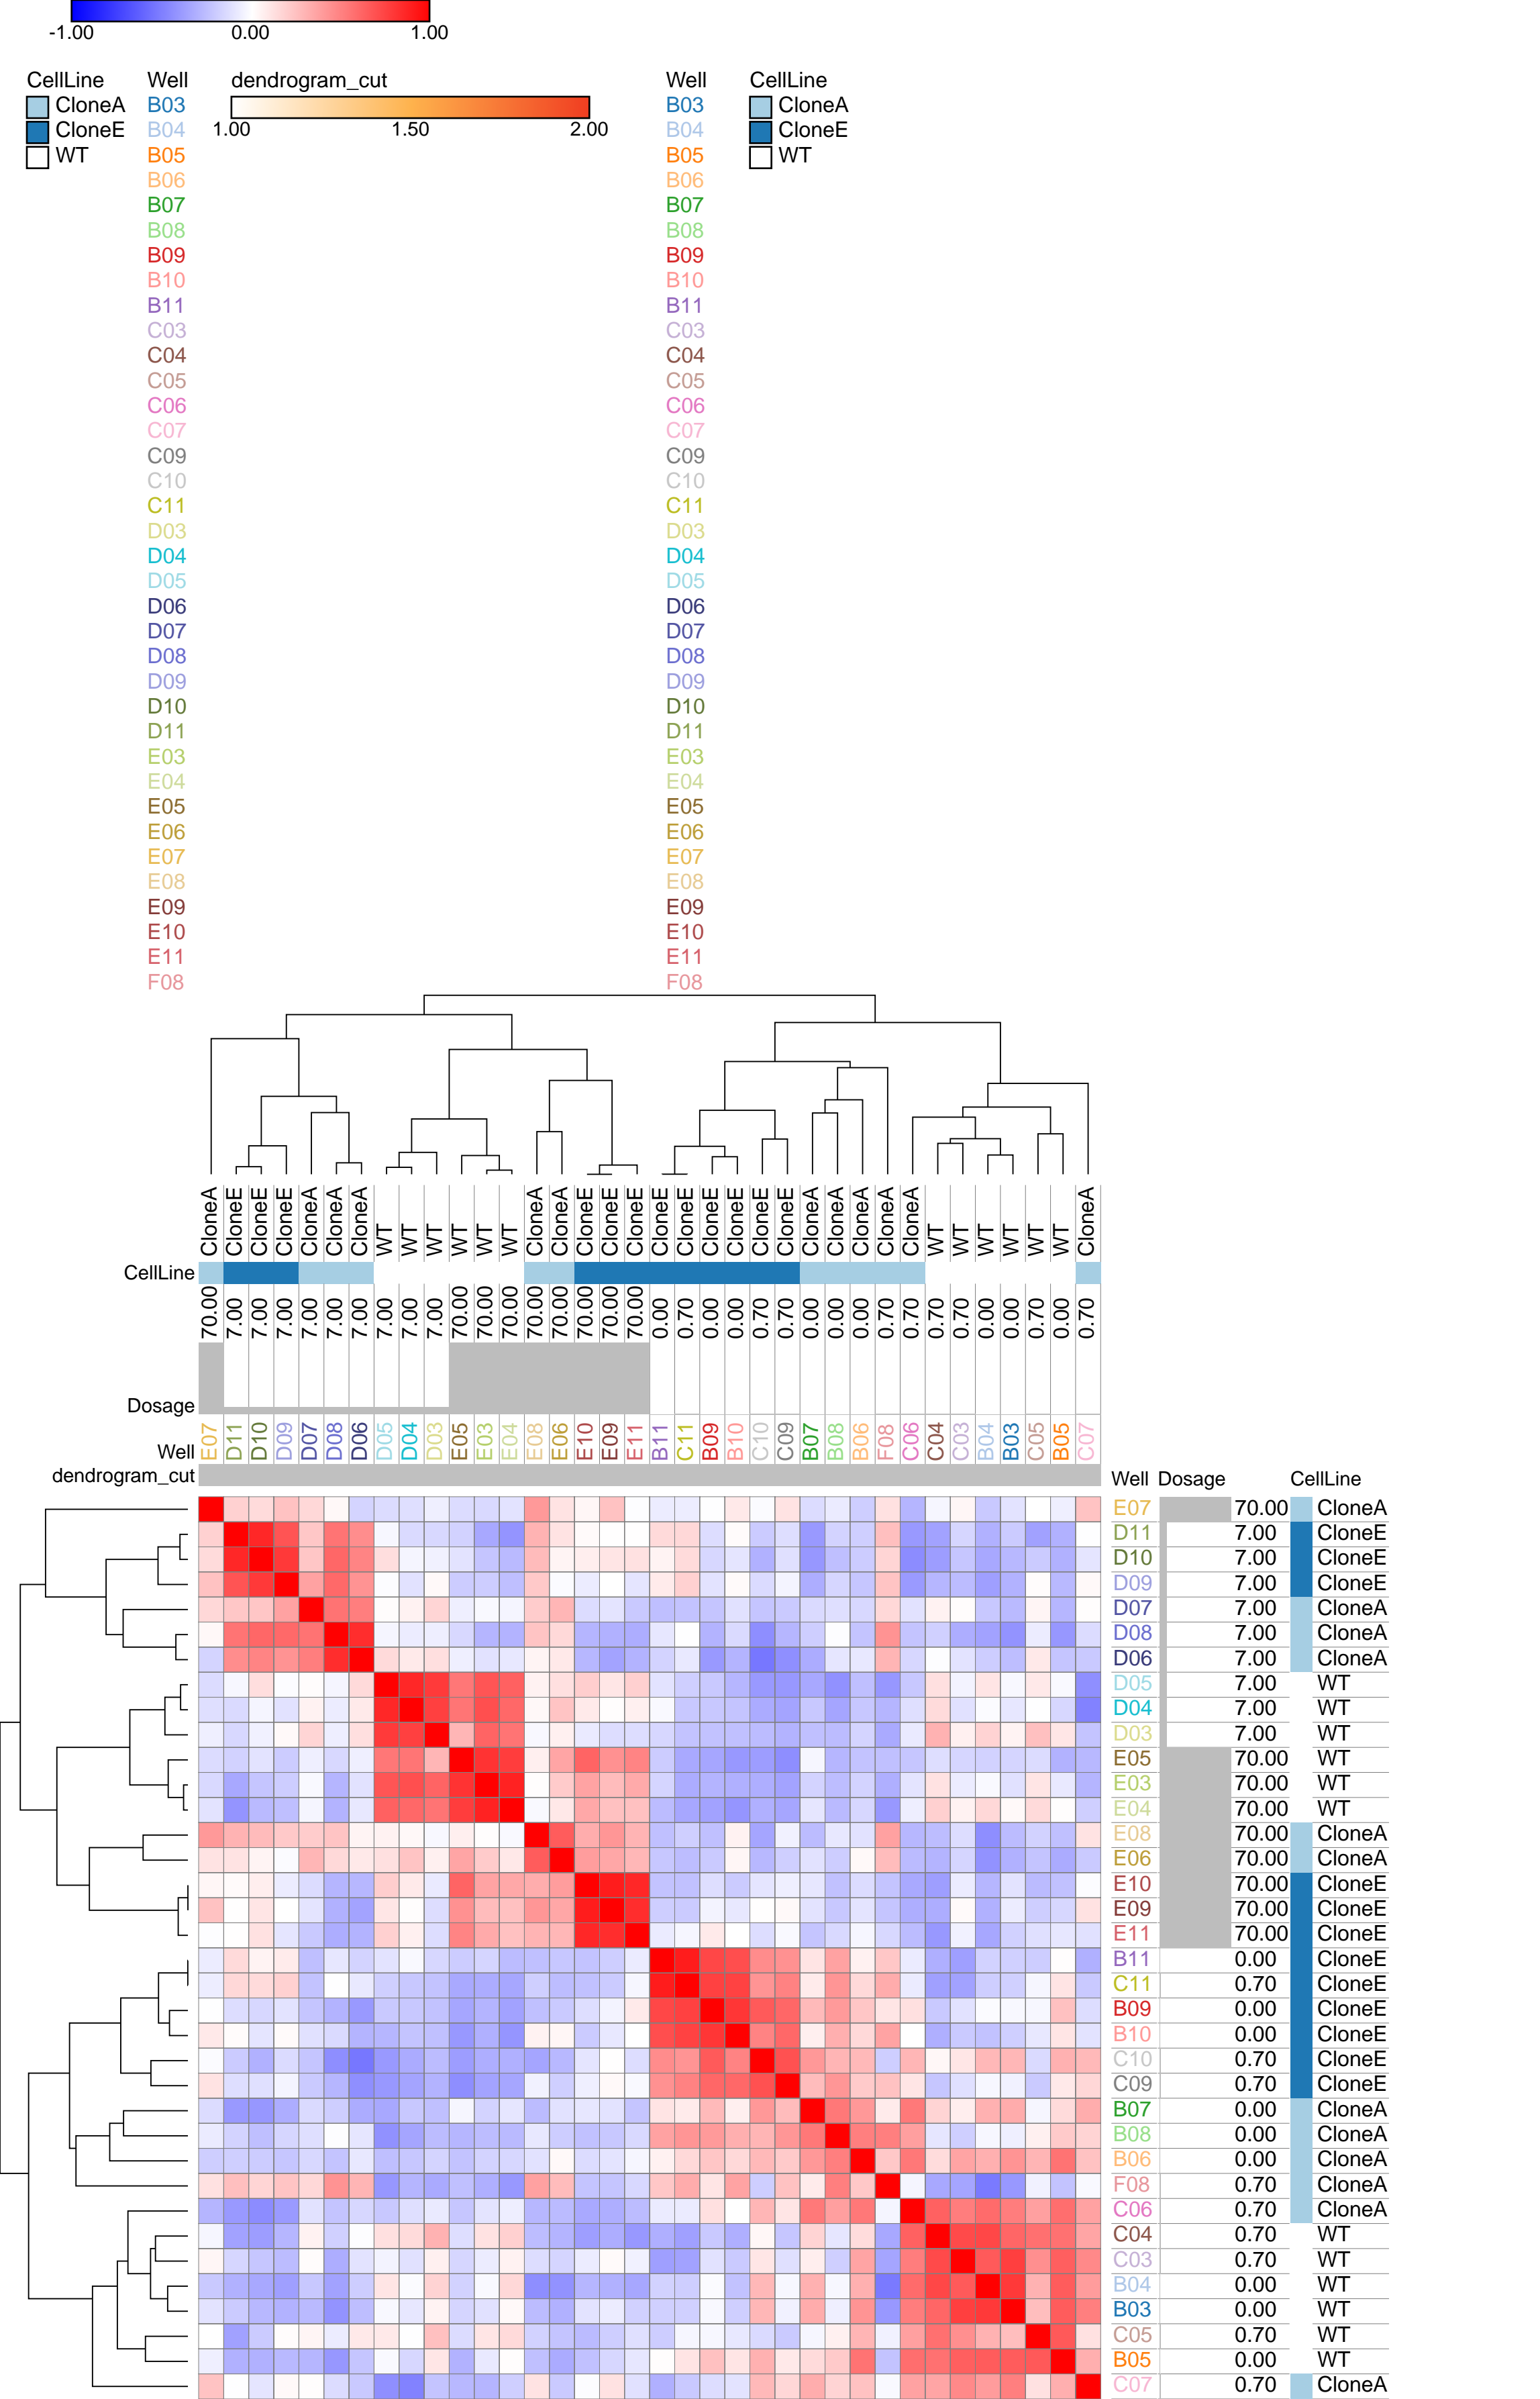 -1.00 0.00 1.00
CellLine Well dendrogram_cut Well CellLine
CloneA B03 B03 CloneA
CloneE B04 1.00 1.50 2.00 B04 CloneE
WT B05 B05 WT
B06 B06
B07 B07
B08 B08
B09 B09
B10 B10
B11 B11
C03 C03
C04 C04
C05 C05
C06 C06
C07 C07
C09 C09
C10 C10
C11 C11
D03 D03
D04 D04
D05 D05
D06 D06
D07 D07
D08 D08
D09 D09
D10 D10
D11 D11
E03 E03
E04 E04
E05 E05
E06 E06
E07 E07
E08 E08
E09 E09
E10 E10
E11 E11
F08 F08
CloneA CloneE CloneE CloneE CloneA CloneA CloneA WT WT WT WT WT WT CloneA CloneA CloneE CloneE CloneE CloneE CloneE CloneE CloneE CloneE CloneE CloneA CloneA CloneA CloneA CloneA WT WT WT WT WT WT CloneA
CellLine
70.00 7.00 7.00 7.00 7.00 7.00 7.00 7.00 7.00 7.00 70.00 70.00 70.00 70.00 70.00 70.00 70.00 70.00 0.00 0.70 0.00 0.00 0.70 0.70 0.00 0.00 0.00 0.70 0.70 0.70 0.70 0.00 0.00 0.70 0.00 0.70
Dosage
E07 D11 D10 D09 D07 D08 D06 D05 D04 D03 E05 E03 E04 E08 E06 E10 E09 E11 B11 C11 B09 B10 C10 C09 B07 B08 B06 F08 C06 C04 C03 B04 B03 C05 B05 C07
Well
dendrogram_cut Well Dosage CellLine
E07 70.00 CloneA
D11 7.00 CloneE
D10 7.00 CloneE
D09 7.00 CloneE
D07 7.00 CloneA
D08 7.00 CloneA
D06 7.00 CloneA
D05 7.00 WT
D04 7.00 WT
D03 7.00 WT
E05 70.00 WT
E03 70.00 WT
E04 70.00 WT
E08 70.00 CloneA
E06 70.00 CloneA
E10 70.00 CloneE
E09 70.00 CloneE
E11 70.00 CloneE
B11 0.00 CloneE
C11 0.70 CloneE
B09 0.00 CloneE
B10 0.00 CloneE
C10 0.70 CloneE
C09 0.70 CloneE
B07 0.00 CloneA
B08 0.00 CloneA
B06 0.00 CloneA
F08 0.70 CloneA
C06 0.70 CloneA
C04 0.70 WT
C03 0.70 WT
B04 0.00 WT
B03 0.00 WT
C05 0.70 WT
B05 0.00 WT
C07 0.70 CloneA